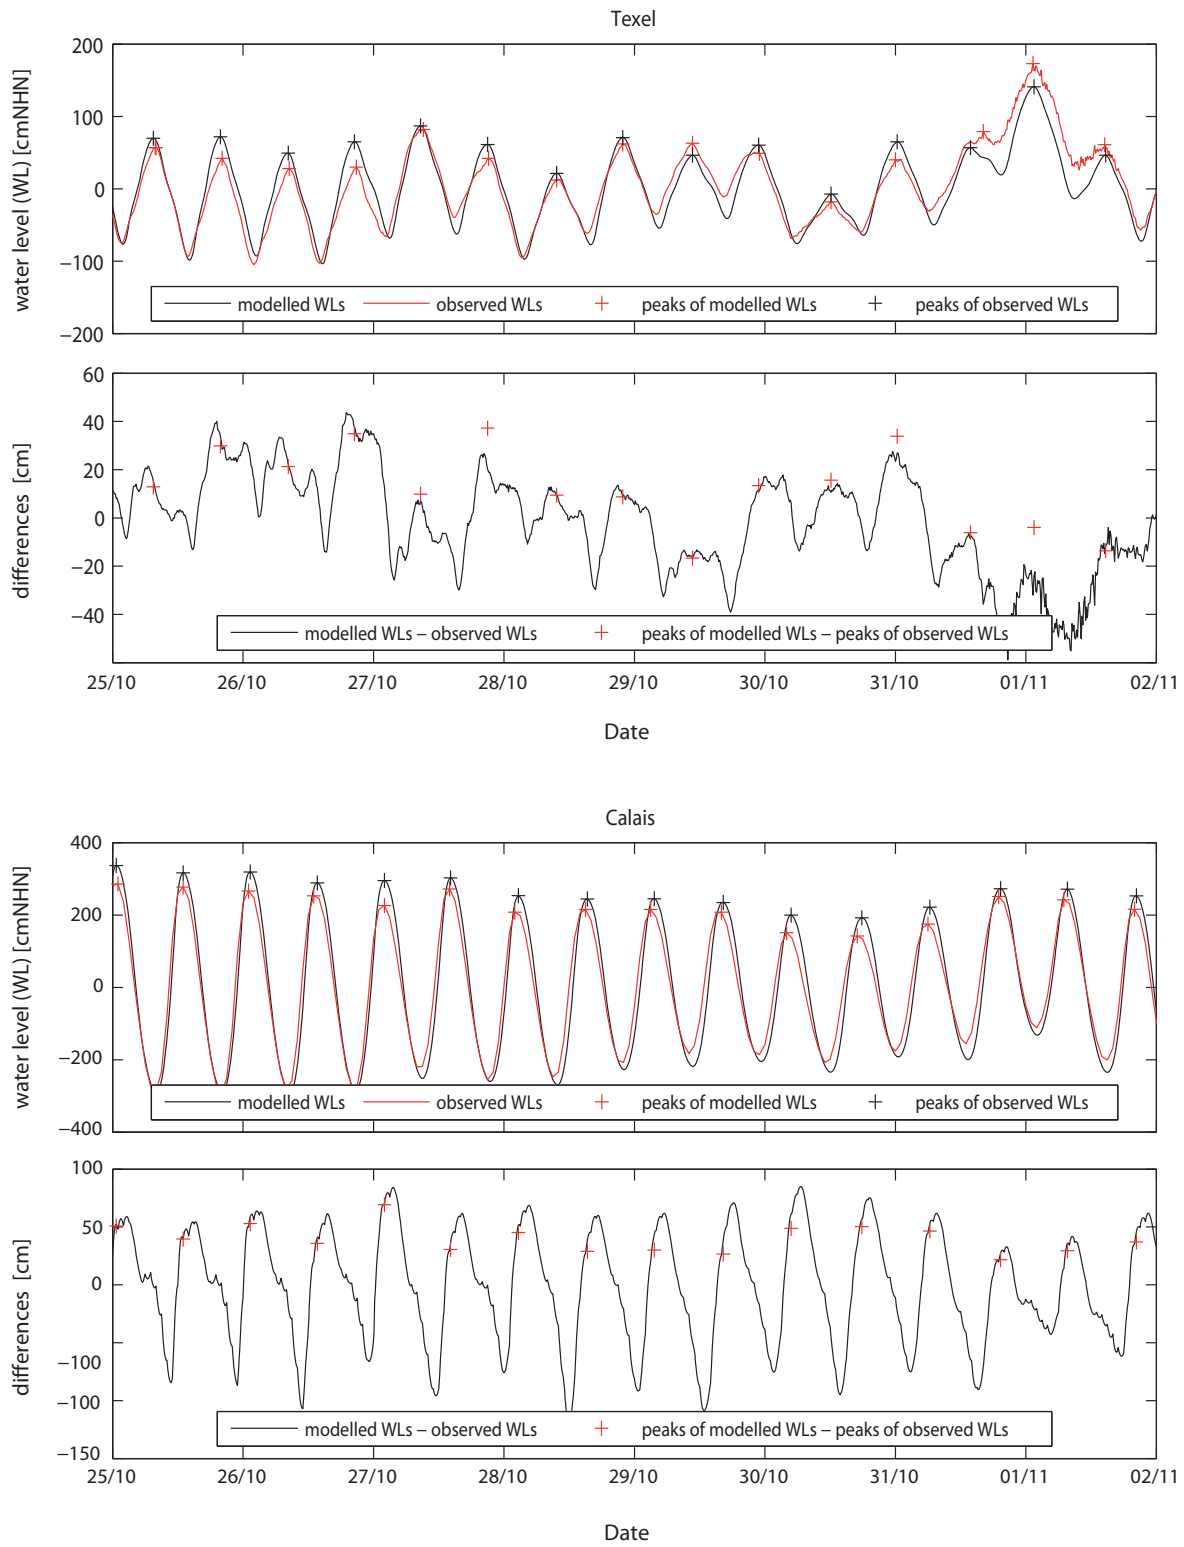 Texel
water level (WL) [cmNHN]
200
100
0
−100
−200
modelled WLs observed WLs peaks of modelled WLs peaks of observed WLs
differences [cm]
60
40
20
0
−20
−40
modelled WLs – observed WLs peaks of modelled WLs – peaks of observed WLs
25/10 26/10 27/10 28/10 29/10 30/10 31/10 01/11 02/11
Date
Calais
water level (WL) [cmNHN]
400
200
0
−200
−400
modelled WLs observed WLs peaks of modelled WLs peaks of observed WLs
differences [cm]
100
50
0
−100
−100
−150
modelled WLs – observed WLs peaks of modelled WLs – peaks of observed WLs
25/10 26/10 27/10 28/10 29/10 30/10 31/10 01/11 02/11
Date